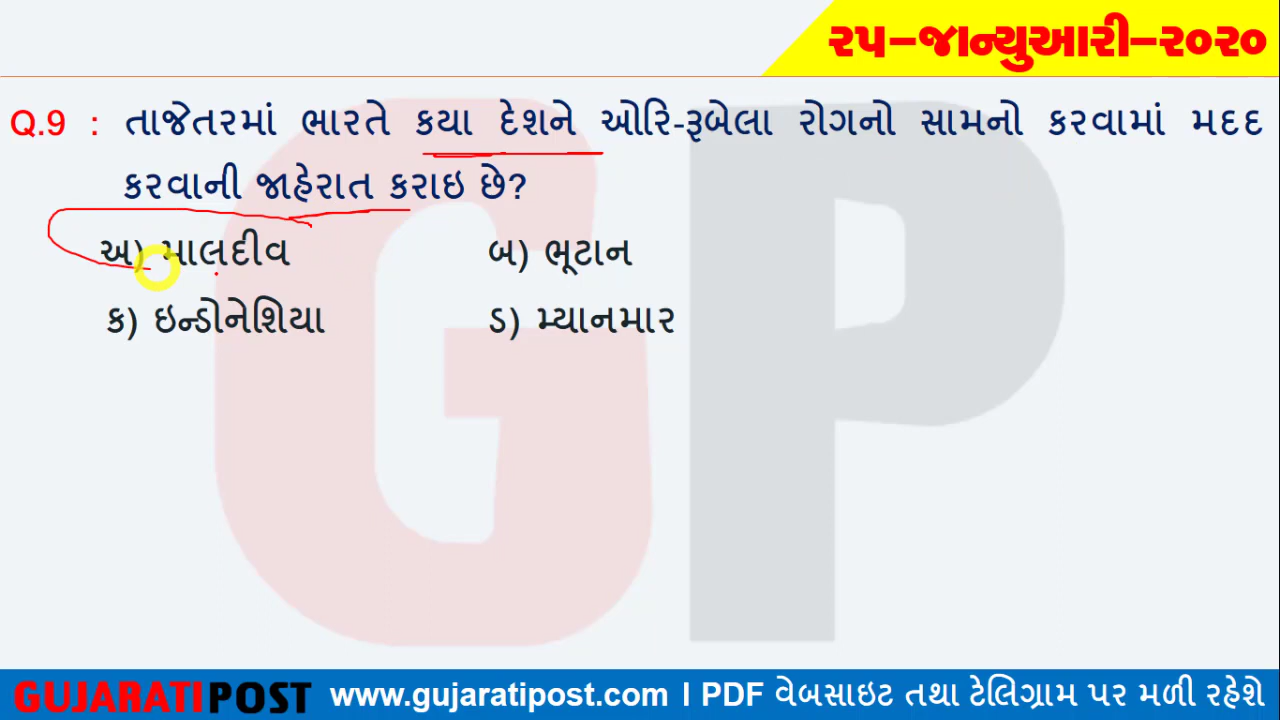 ૨૫-જાન્યુઆરી-૨૦૨૦
Q.9 : તાજેતરમાં ભારતે કયા દેશને ઓરિ-રૂબેલા રોગનો સામનો કરવામાં મદદ
કરવાની જાહેરાત કરાઇ છે?
અ) માલદીવ બ) ભૂટાન
ક) ઇન્ડોનેશિયા ડ) મ્યાનમાર
GP
GUJARATIPOST www.gujaratipost.com I PDF વેબસાઇટ તથા ટેલિગ્રામ પર મળી રહેશે